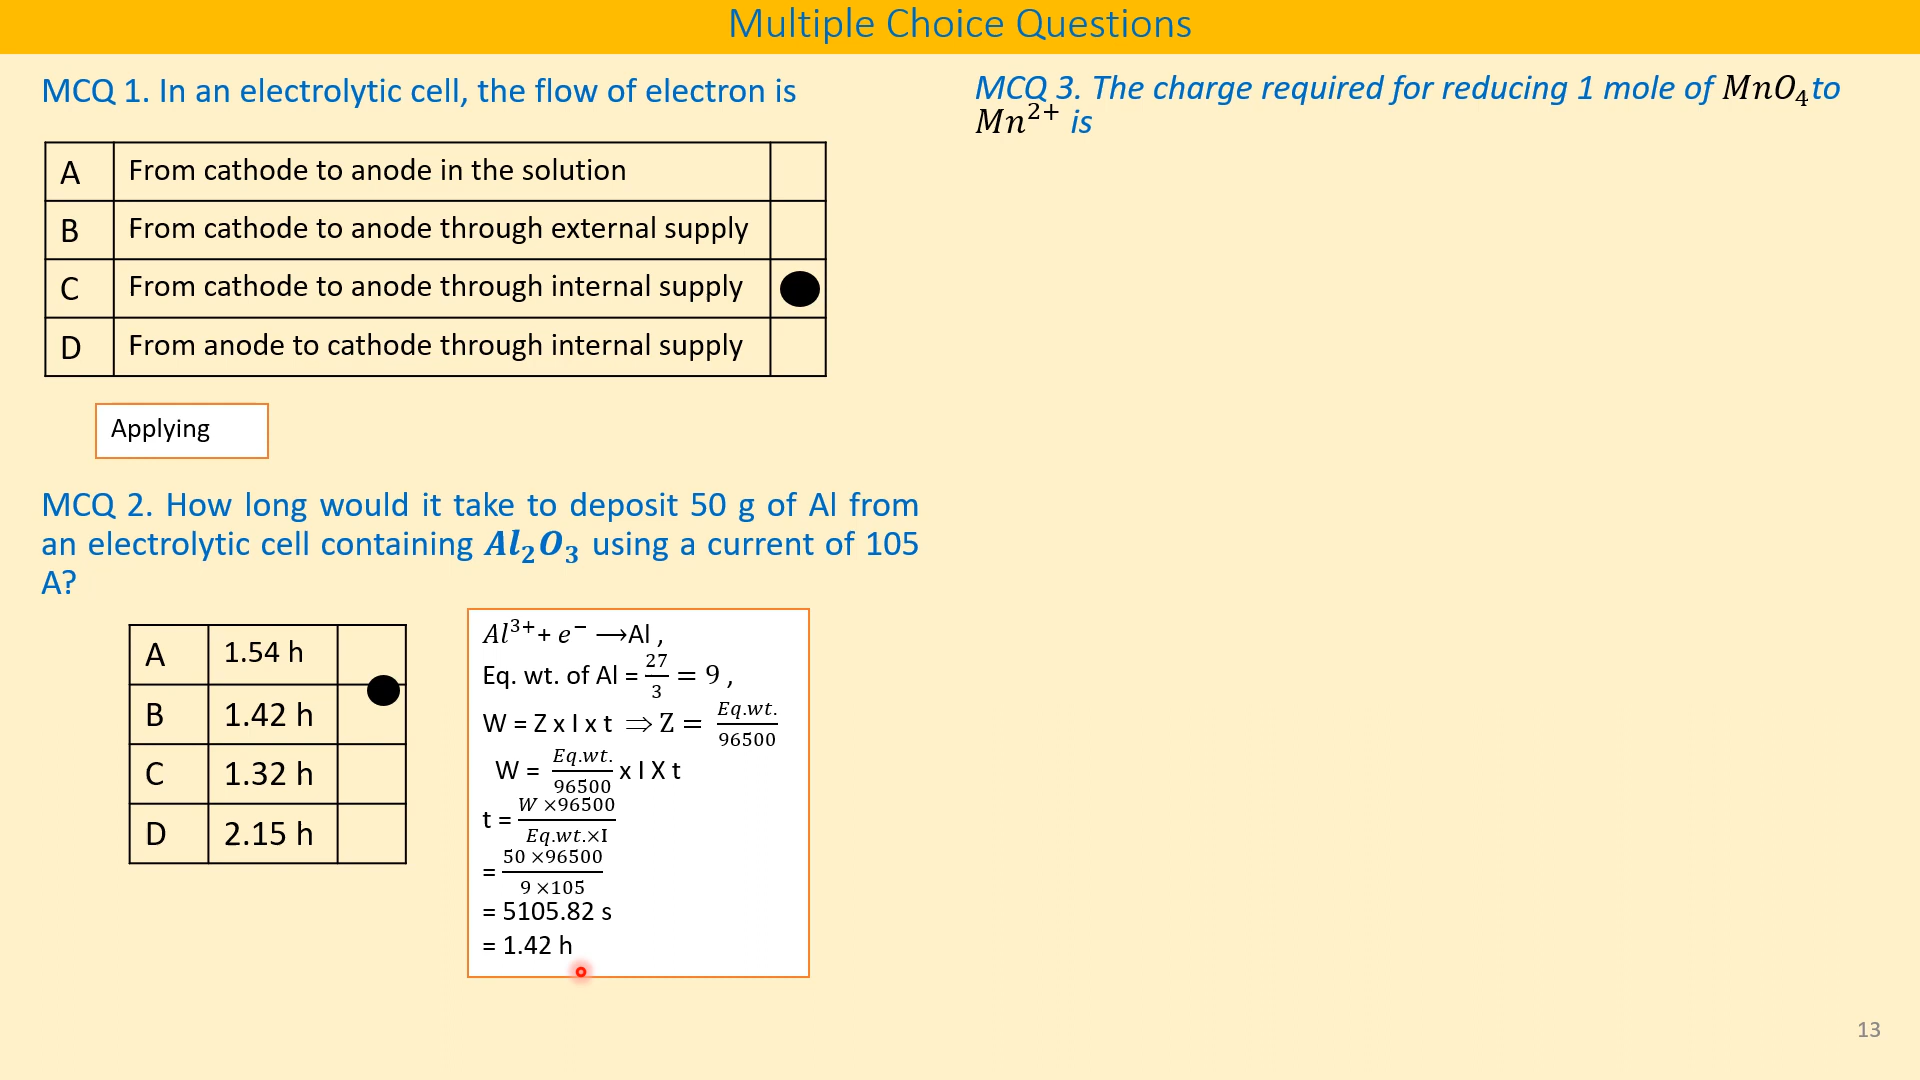 Multiple Choice Questions
MCQ 1. In an electrolytic cell, the flow of electron is
A From cathode to anode in the solution
B From cathode to anode through external supply
C From cathode to anode through internal supply
D From anode to cathode through internal supply
Applying
MCQ 2. How long would it take to deposit 50 g of Al from
an electrolytic cell containing Al₂O₃ using a current of 105
A?
A 1.54 h
B 1.42 h
C 1.32 h
D 2.15 h
Al³⁺+ e⁻ ⟶Al ,
Eq. wt. of Al = 27/3 = 9 ,
W = Z x I x t ⟹ Z = Eq.wt./96500
W = Eq.wt./96500 x I X t
t = W ×96500/Eq.wt.×I
= 50 ×96500/9 ×105
= 5105.82 s
= 1.42 h
MCQ 3. The charge required for reducing 1 mole of MnO₄to
Mn²⁺ is
13